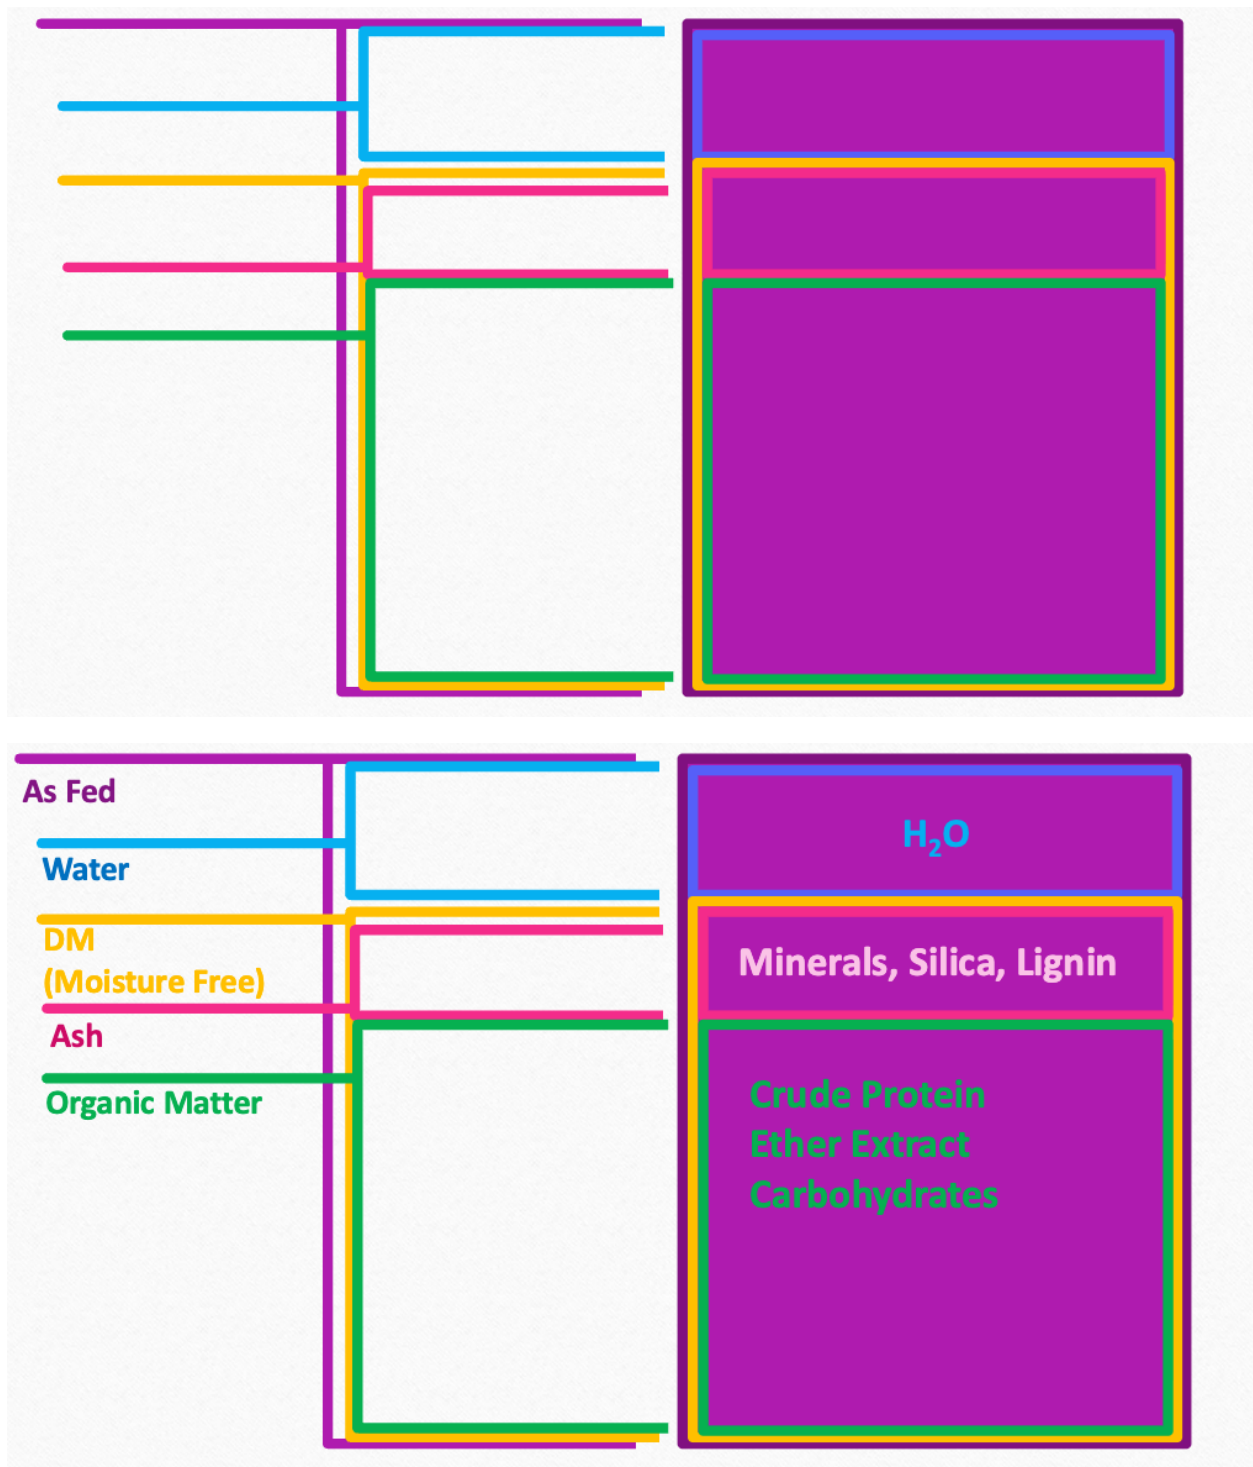 As Fed
Water
DM
(Moisture Free)
Ash
Organic Matter
H₂O
Minerals, Silica, Lignin
Crude Protein
Ether Extract
Carbohydrates